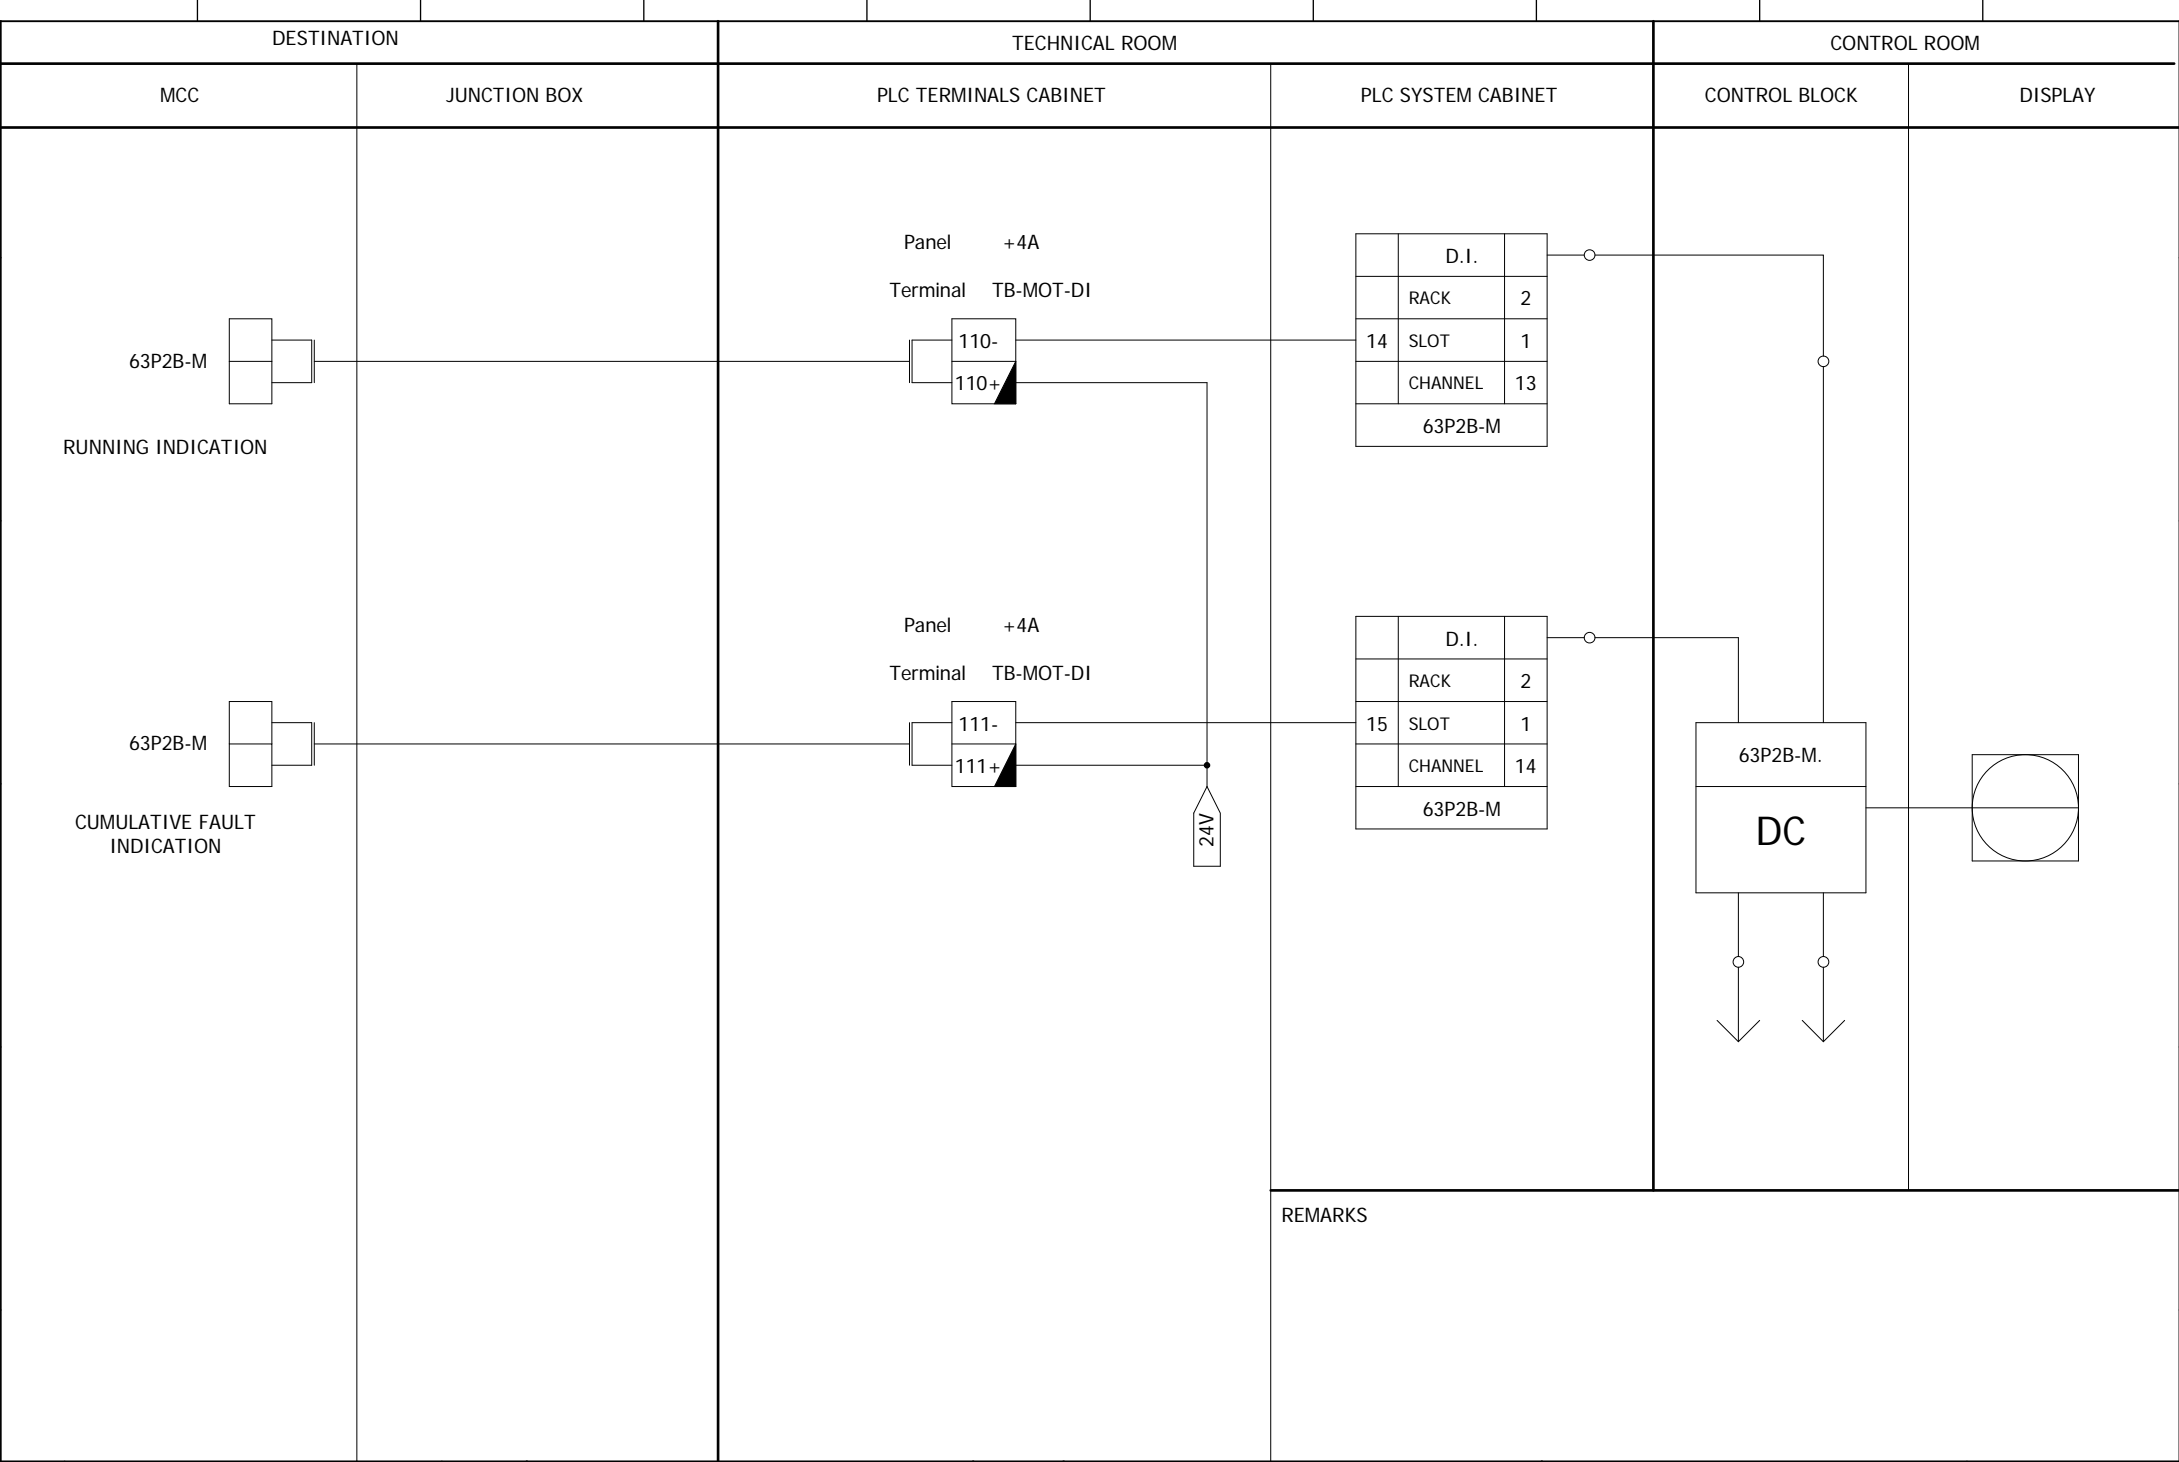 DESTINATION
TECHNICAL ROOM
CONTROL ROOM
MCC
JUNCTION BOX
PLC TERMINALS CABINET
PLC SYSTEM CABINET
CONTROL BLOCK
DISPLAY
Panel +4A
Terminal TB-MOT-DI
63P2B-M
110-
110+
RUNNING INDICATION
D.I.
RACK 2
14 SLOT 1
CHANNEL 13
63P2B-M
Panel +4A
Terminal TB-MOT-DI
63P2B-M
111-
111+
CUMULATIVE FAULT
INDICATION
24V
D.I.
RACK 2
15 SLOT 1
CHANNEL 14
63P2B-M
63P2B-M.
DC
REMARKS